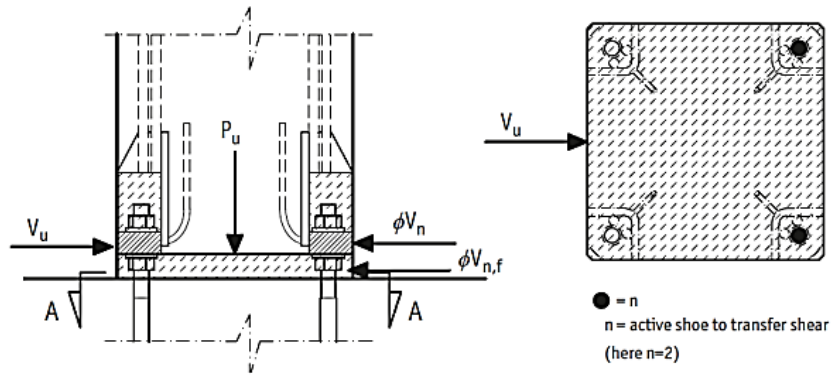 P_u
V_u
V_u
ϕV_n
ϕV_n,f
A
A
= n
n = active shoe to transfer shear
(here n=2)